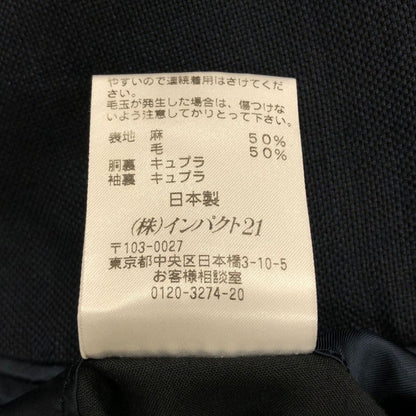 やすいので連続着用はさけてくださ
さい。
毛玉が発生した場合は、傷つけな
いよう注意してかりとって下さい。
表地 麻 50%
毛 50%
胴裏 キュプラ
袖裏 キュプラ
日本製
(株)インパクト21
〒103-0027
東京都中央区日本橋3-10-5
お客様相談室
0120-3274-20